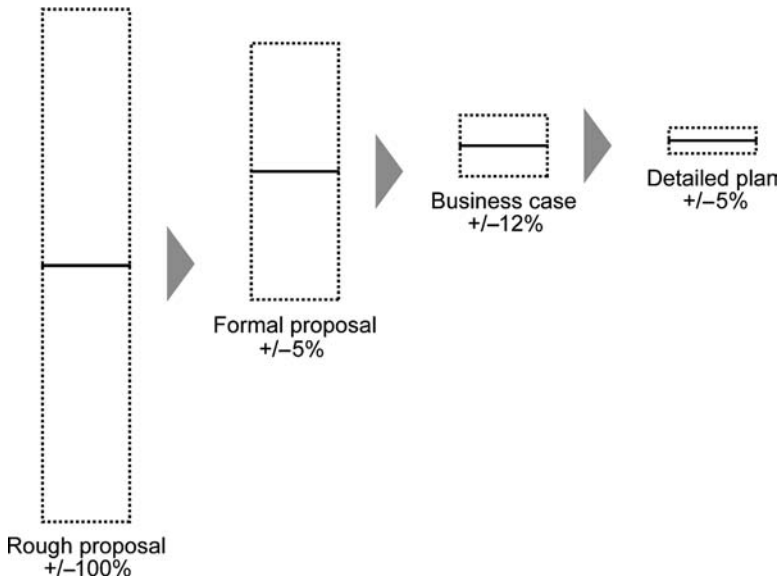 Rough proposal
+/–100%
Formal proposal
+/–5%
Business case
+/–12%
Detailed plan
+/–5%